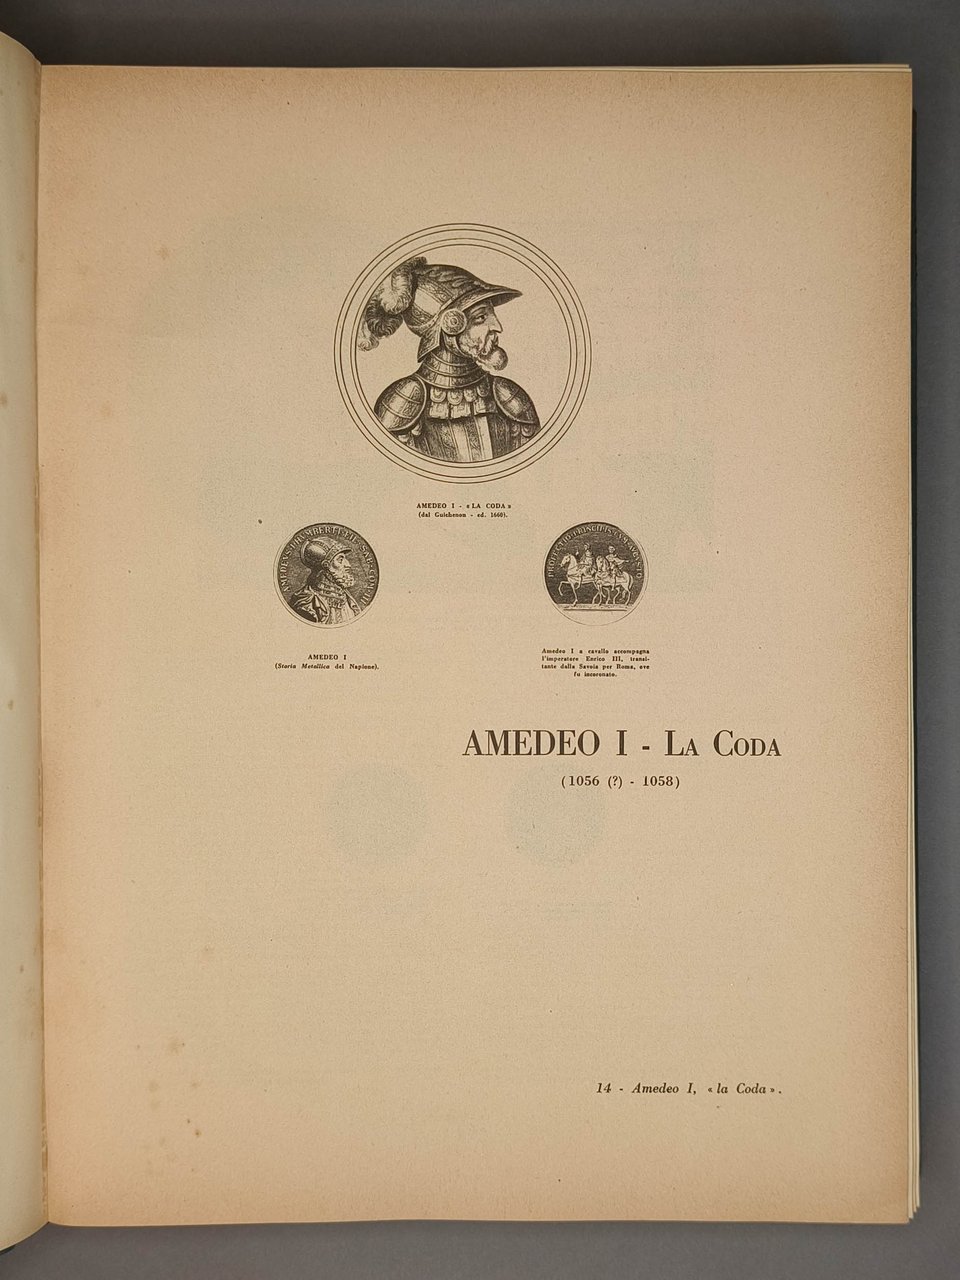 AMEDEO I - «LA CODA»
(dal Guichenon - ed. 1660).
AMEDEO I
(Storia Metallica del Napione).
Amedeo I a cavallo accompagna
l'imperatore Enrico III, transi-
tante dalla Savoia per Roma, ove
fu incoronato.
AMEDEO I - LA CODA
(1056 (?) - 1058)
14 - Amedeo I, «la Coda».